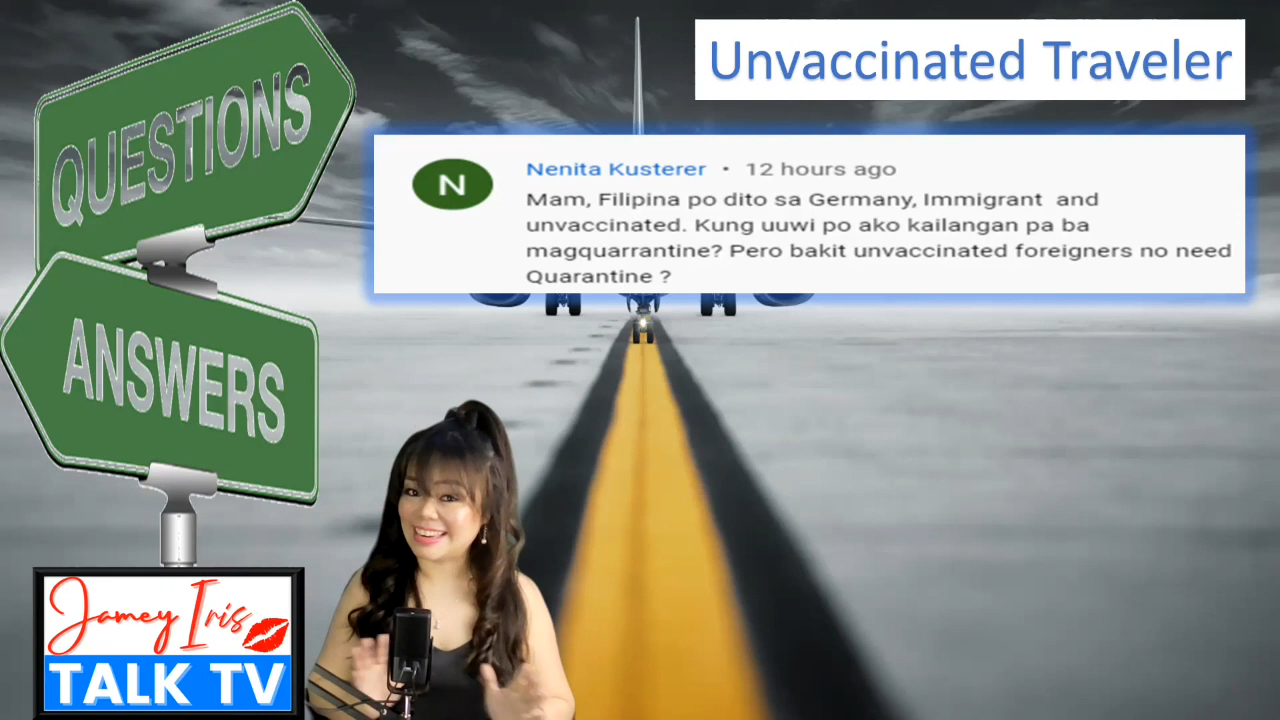 QUESTIONS
ANSWERS
Unvaccinated Traveler
N
Nenita Kusterer • 12 hours ago
Mam, Filipina po dito sa Germany, Immigrant and
unvaccinated. Kung uuwi po ako kailangan pa ba
magquarrantine? Pero bakit unvaccinated foreigners no need
Quarantine ?
Jamey Iris
TALK TV